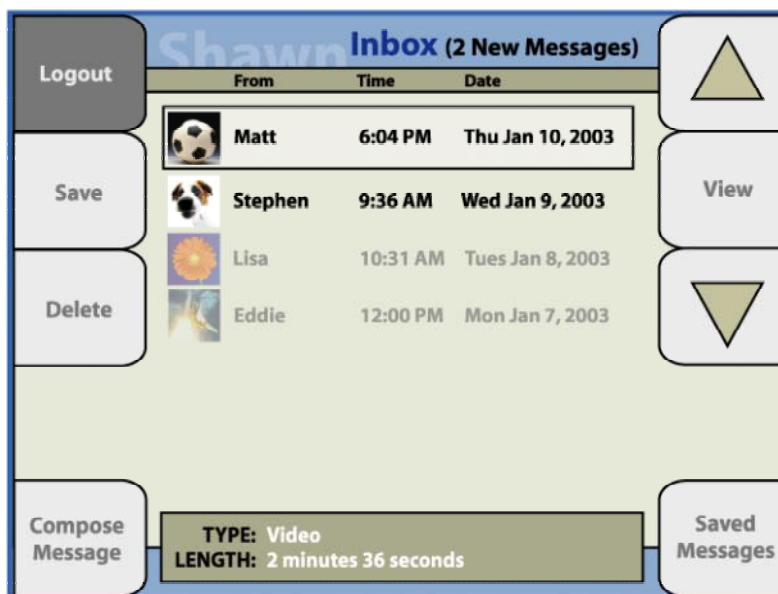 Logout
Shawn
Inbox (2 New Messages)
From Time Date
Matt 6:04 PM Thu Jan 10, 2003
Save
View
Stephen 9:36 AM Wed Jan 9, 2003
Lisa 10:31 AM Tues Jan 8, 2003
Delete
Eddie 12:00 PM Mon Jan 7, 2003
Compose
Message
TYPE: Video
LENGTH: 2 minutes 36 seconds
Saved
Messages